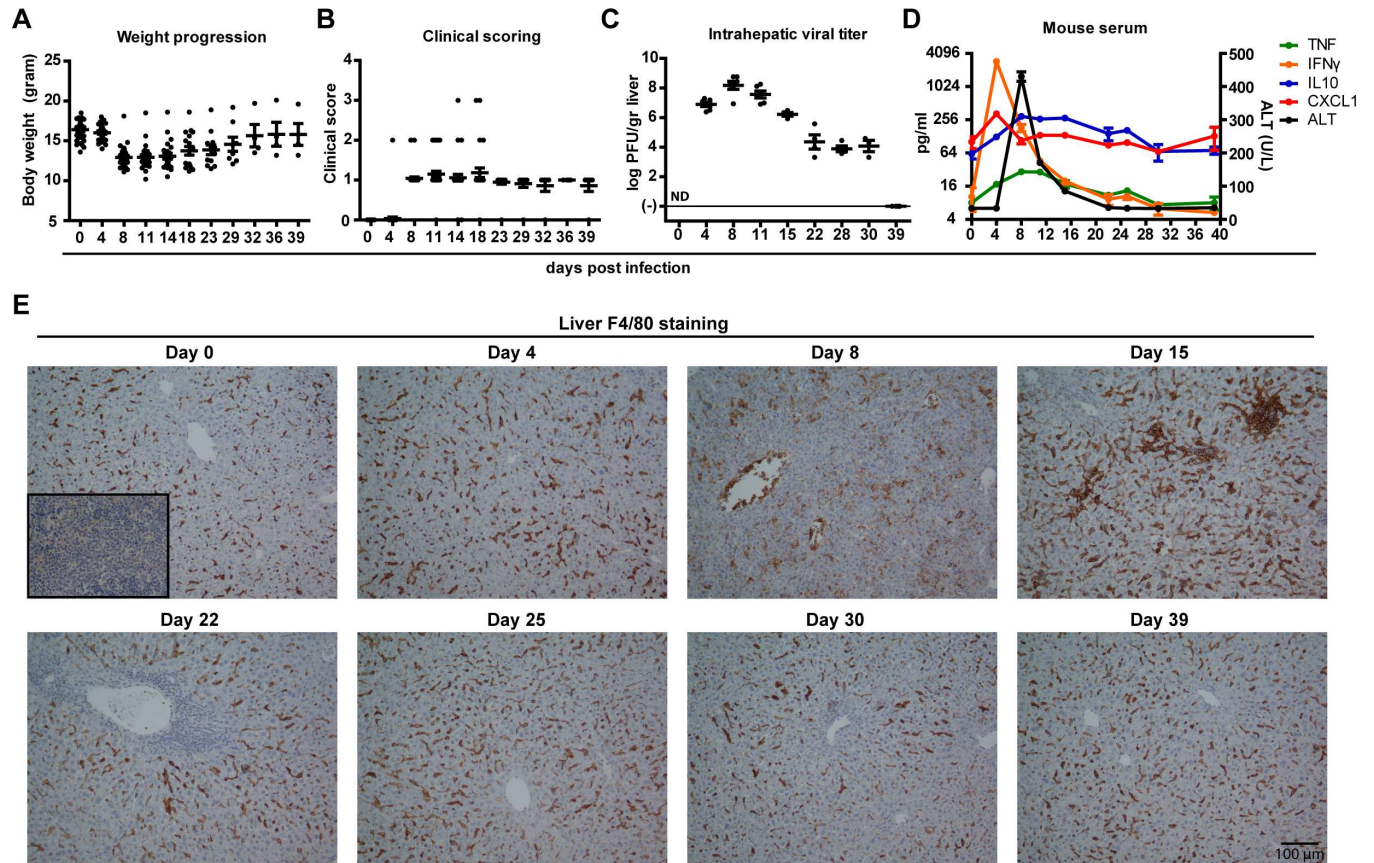 A
Weight progression
Body weight (gram)
25
20
15
10
5
0 4 8 11 14 18 23 29 32 36 39
B
Clinical scoring
Clinical score
4
3
2
1
0
0 4 8 11 14 18 23 29 32 36 39
C
Intrahepatic viral titer
log PFU/gr liver
10
8
6
4
2
(-)
ND
0 4 8 11 15 22 28 30 39
D
Mouse serum
pg/ml
4096
1024
256
64
16
4
0 4 8 12 16 20 24 28 32 36 40
500
400
300
200
100
0
ALT (U/L)
TNF
IFNγ
IL10
CXCL1
ALT
days post infection
E
Liver F4/80 staining
Day 0 Day 4 Day 8 Day 15
Day 22 Day 25 Day 30 Day 39
100 µm